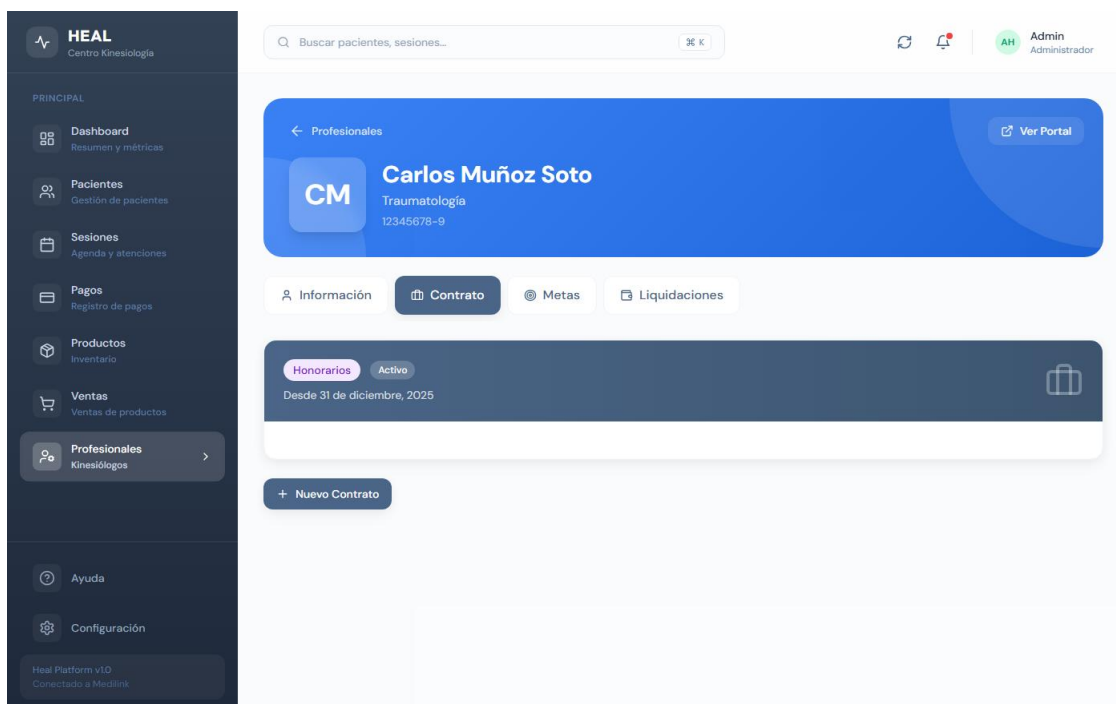 HEAL
Centro Kinesiología
Buscar pacientes, sesiones...
⌘ K
AH
Admin
Administrador
PRINCIPAL
Dashboard
Resumen y métricas
Pacientes
Gestión de pacientes
Sesiones
Agenda y atenciones
Pagos
Registro de pagos
Productos
Inventario
Ventas
Ventas de productos
Profesionales
Kinesiólogos
Ayuda
Configuración
Heal Platform v1.0
Conectado a Medilink
Profesionales
Ver Portal
CM
Carlos Muñoz Soto
Traumatología
12345678-9
Información
Contrato
Metas
Liquidaciones
Honorarios
Activo
Desde 31 de diciembre, 2025
+ Nuevo Contrato